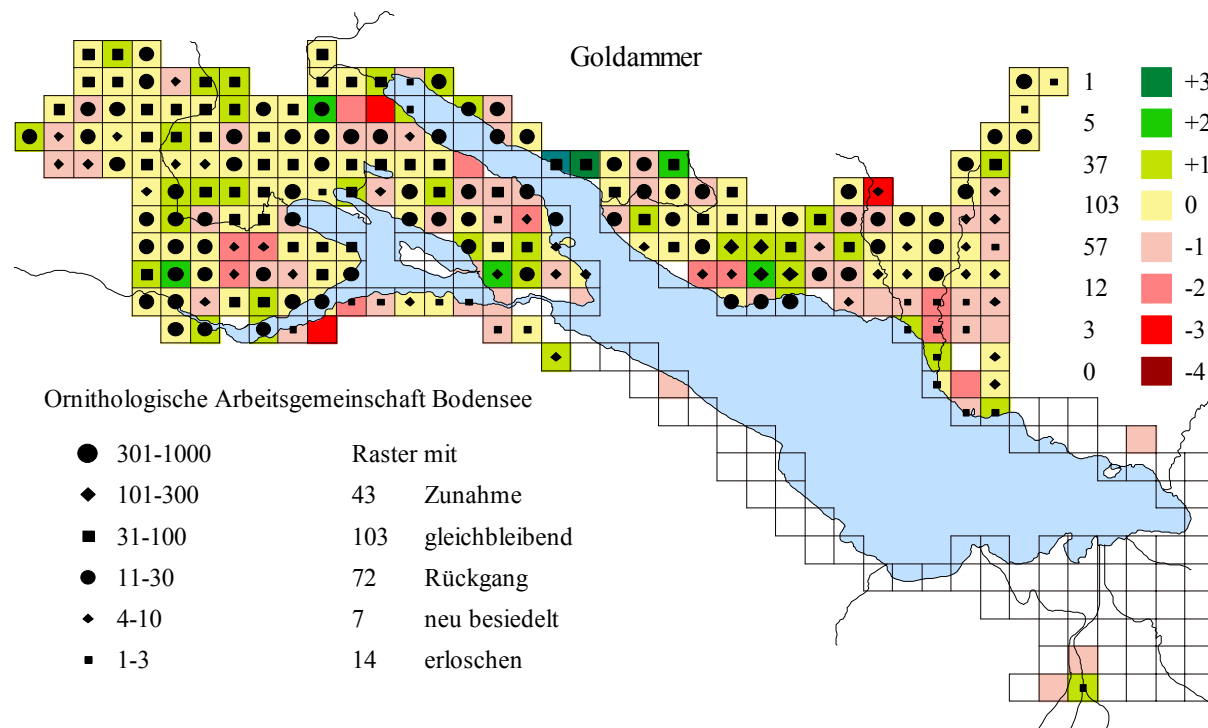 Goldammer
1 +3
5 +2
37 +1
103 0
57 -1
12 -2
3 -3
0 -4
Ornithologische Arbeitsgemeinschaft Bodensee
301-1000 Raster mit
101-300 43 Zunahme
31-100 103 gleichbleibend
11-30 72 Rückgang
4-10 7 neu besiedelt
1-3 14 erloschen